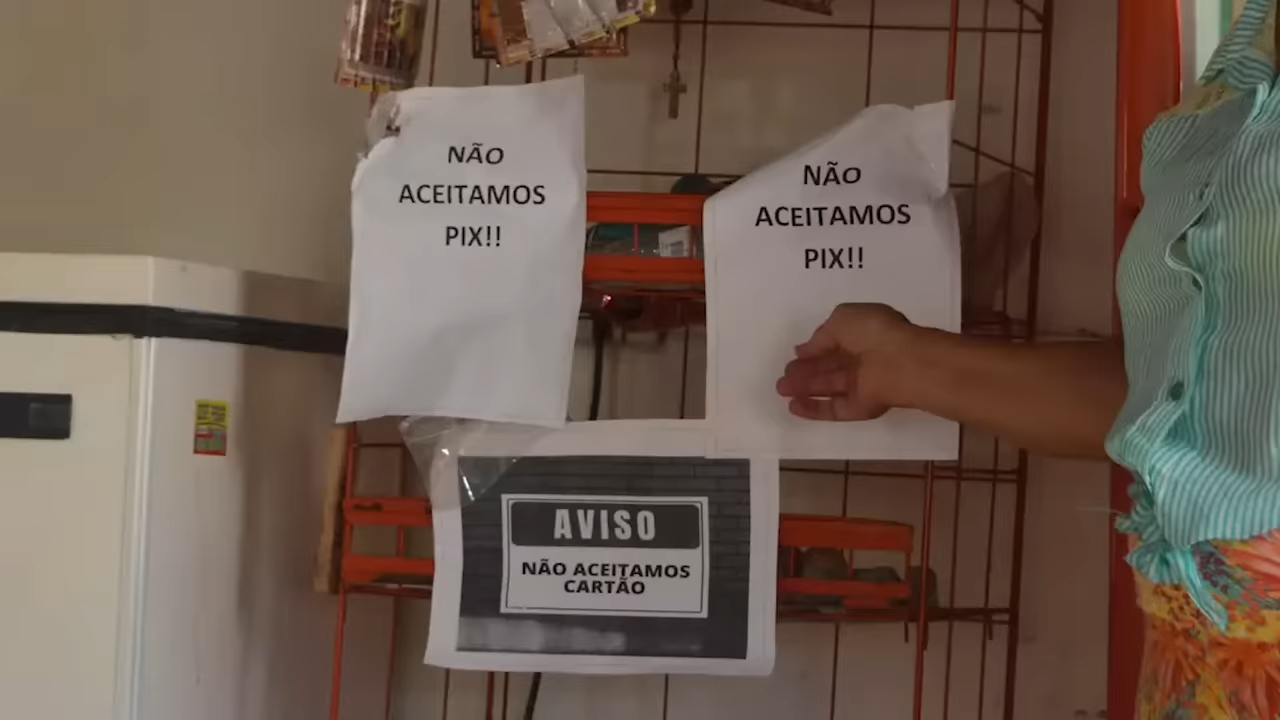 NÃO
ACEITAMOS
PIX!!
NÃO
ACEITAMOS
PIX!!
AVISO
NÃO ACEITAMOS
CARTÃO